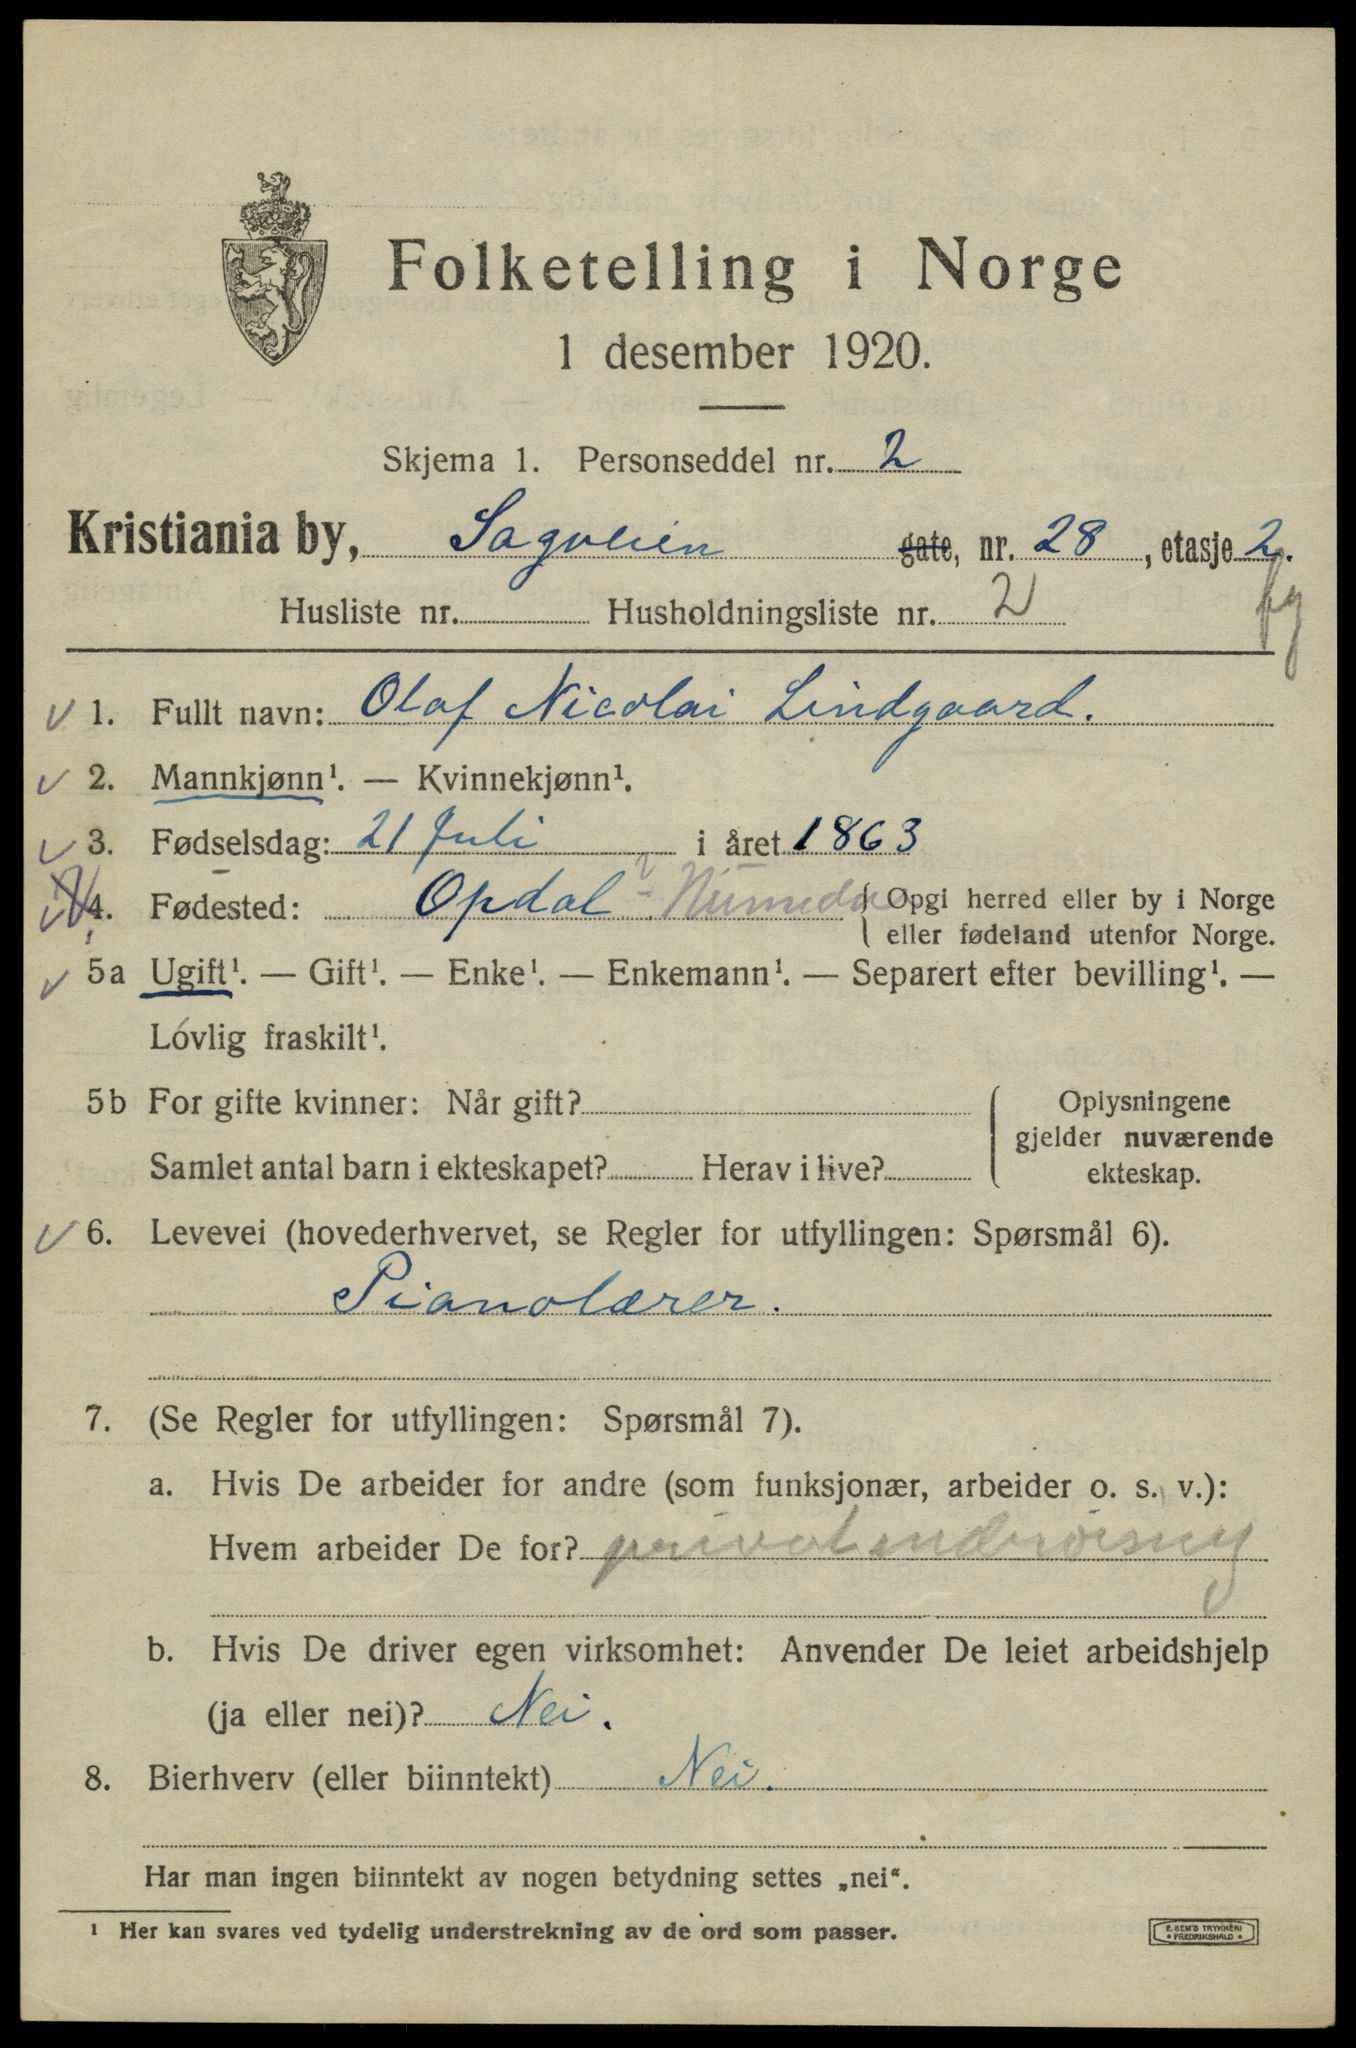 Folketelling i Norge
1 desember 1920.
Skjema 1. Personseddel nr. 2
Kristiania by, Sagveien gate, nr. 28, etasje 2.
Husliste nr. Husholdningsliste nr. 2 fg
√ 1. Fullt navn: Olaf Nicolai Lindgaard.
√ 2. Mannkjønn¹. — Kvinnekjønn¹.
√ 3. Fødselsdag: 21 Juli i året 1863
4. Fødested: Opdal ? - Numedal { Opgi herred eller by i Norge
eller fødeland utenfor Norge.
√ 5a Ugift¹. — Gift¹. — Enke¹. — Enkemann¹. — Separert efter bevilling¹. —
Lovlig fraskilt¹.
5b For gifte kvinner: Når gift? { Oplysningene
gjelder nuværende
Samlet antal barn i ekteskapet? Herav i live? ekteskap.
√ 6. Levevei (hovederhvervet, se Regler for utfyllingen: Spørsmål 6).
Pianolærer.
7. (Se Regler for utfyllingen: Spørsmål 7).
a. Hvis De arbeider for andre (som funksjonær, arbeider o. s. v.):
Hvem arbeider De for?
b. Hvis De driver egen virksomhet: Anvender De leiet arbeidshjelp
(ja eller nei)? Nei.
8. Bierhverv (eller biinntekt) Nei.
Har man ingen biinntekt av nogen betydning settes „nei“.
¹ Her kan svares ved tydelig understrekning av de ord som passer.
E. SEM'S TRYKKERI
• FREDRIKSHALD •